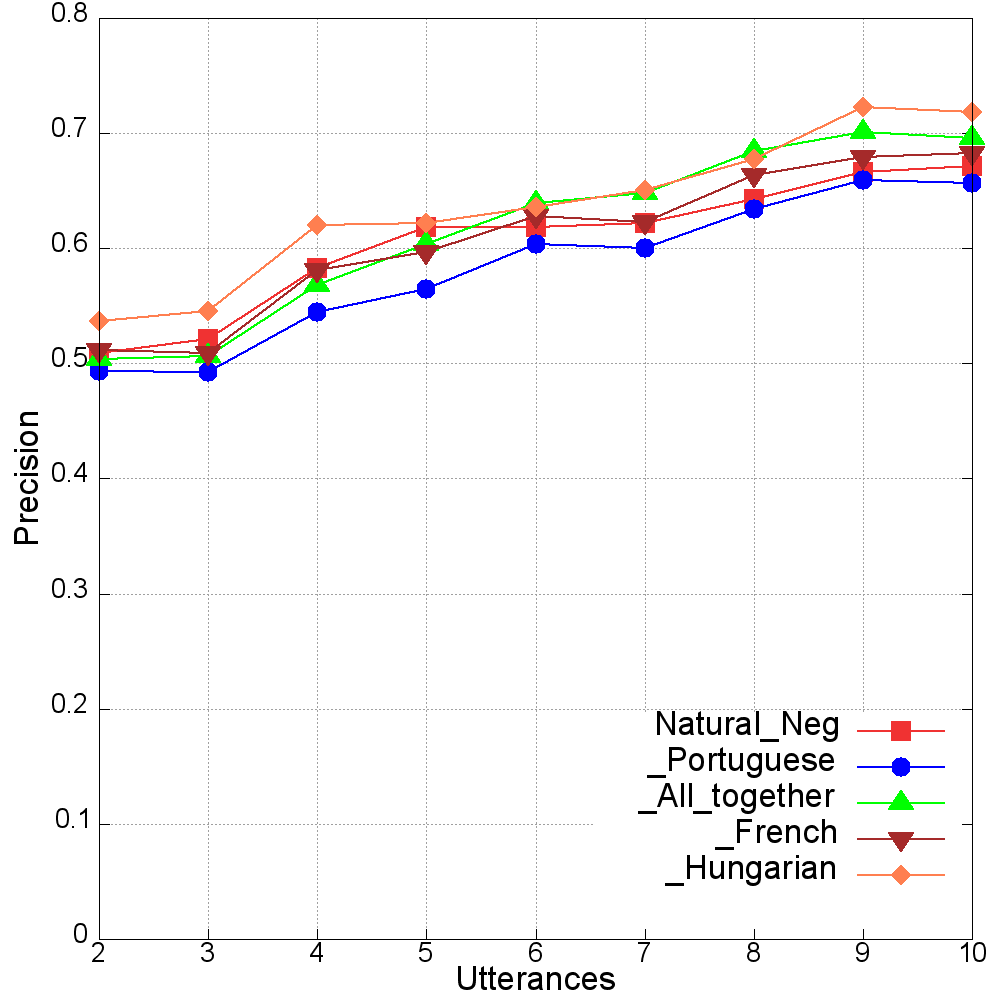 0.8
0.7
0.6
0.5
0.4
0.3
0.2
0.1
0
Precision
2 3 4 5 6 7 8 9 10
Utterances
Natural_Neg
_Portuguese
_All_together
_French
_Hungarian